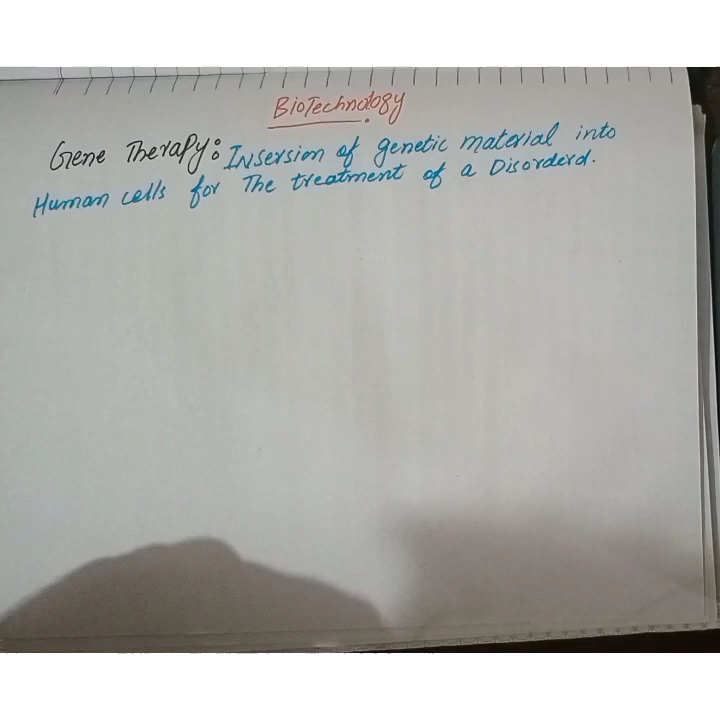 BioTechnology
Gene Therapy: Insersion of genetic material into
Human cells for The treatment of a Disorderd.